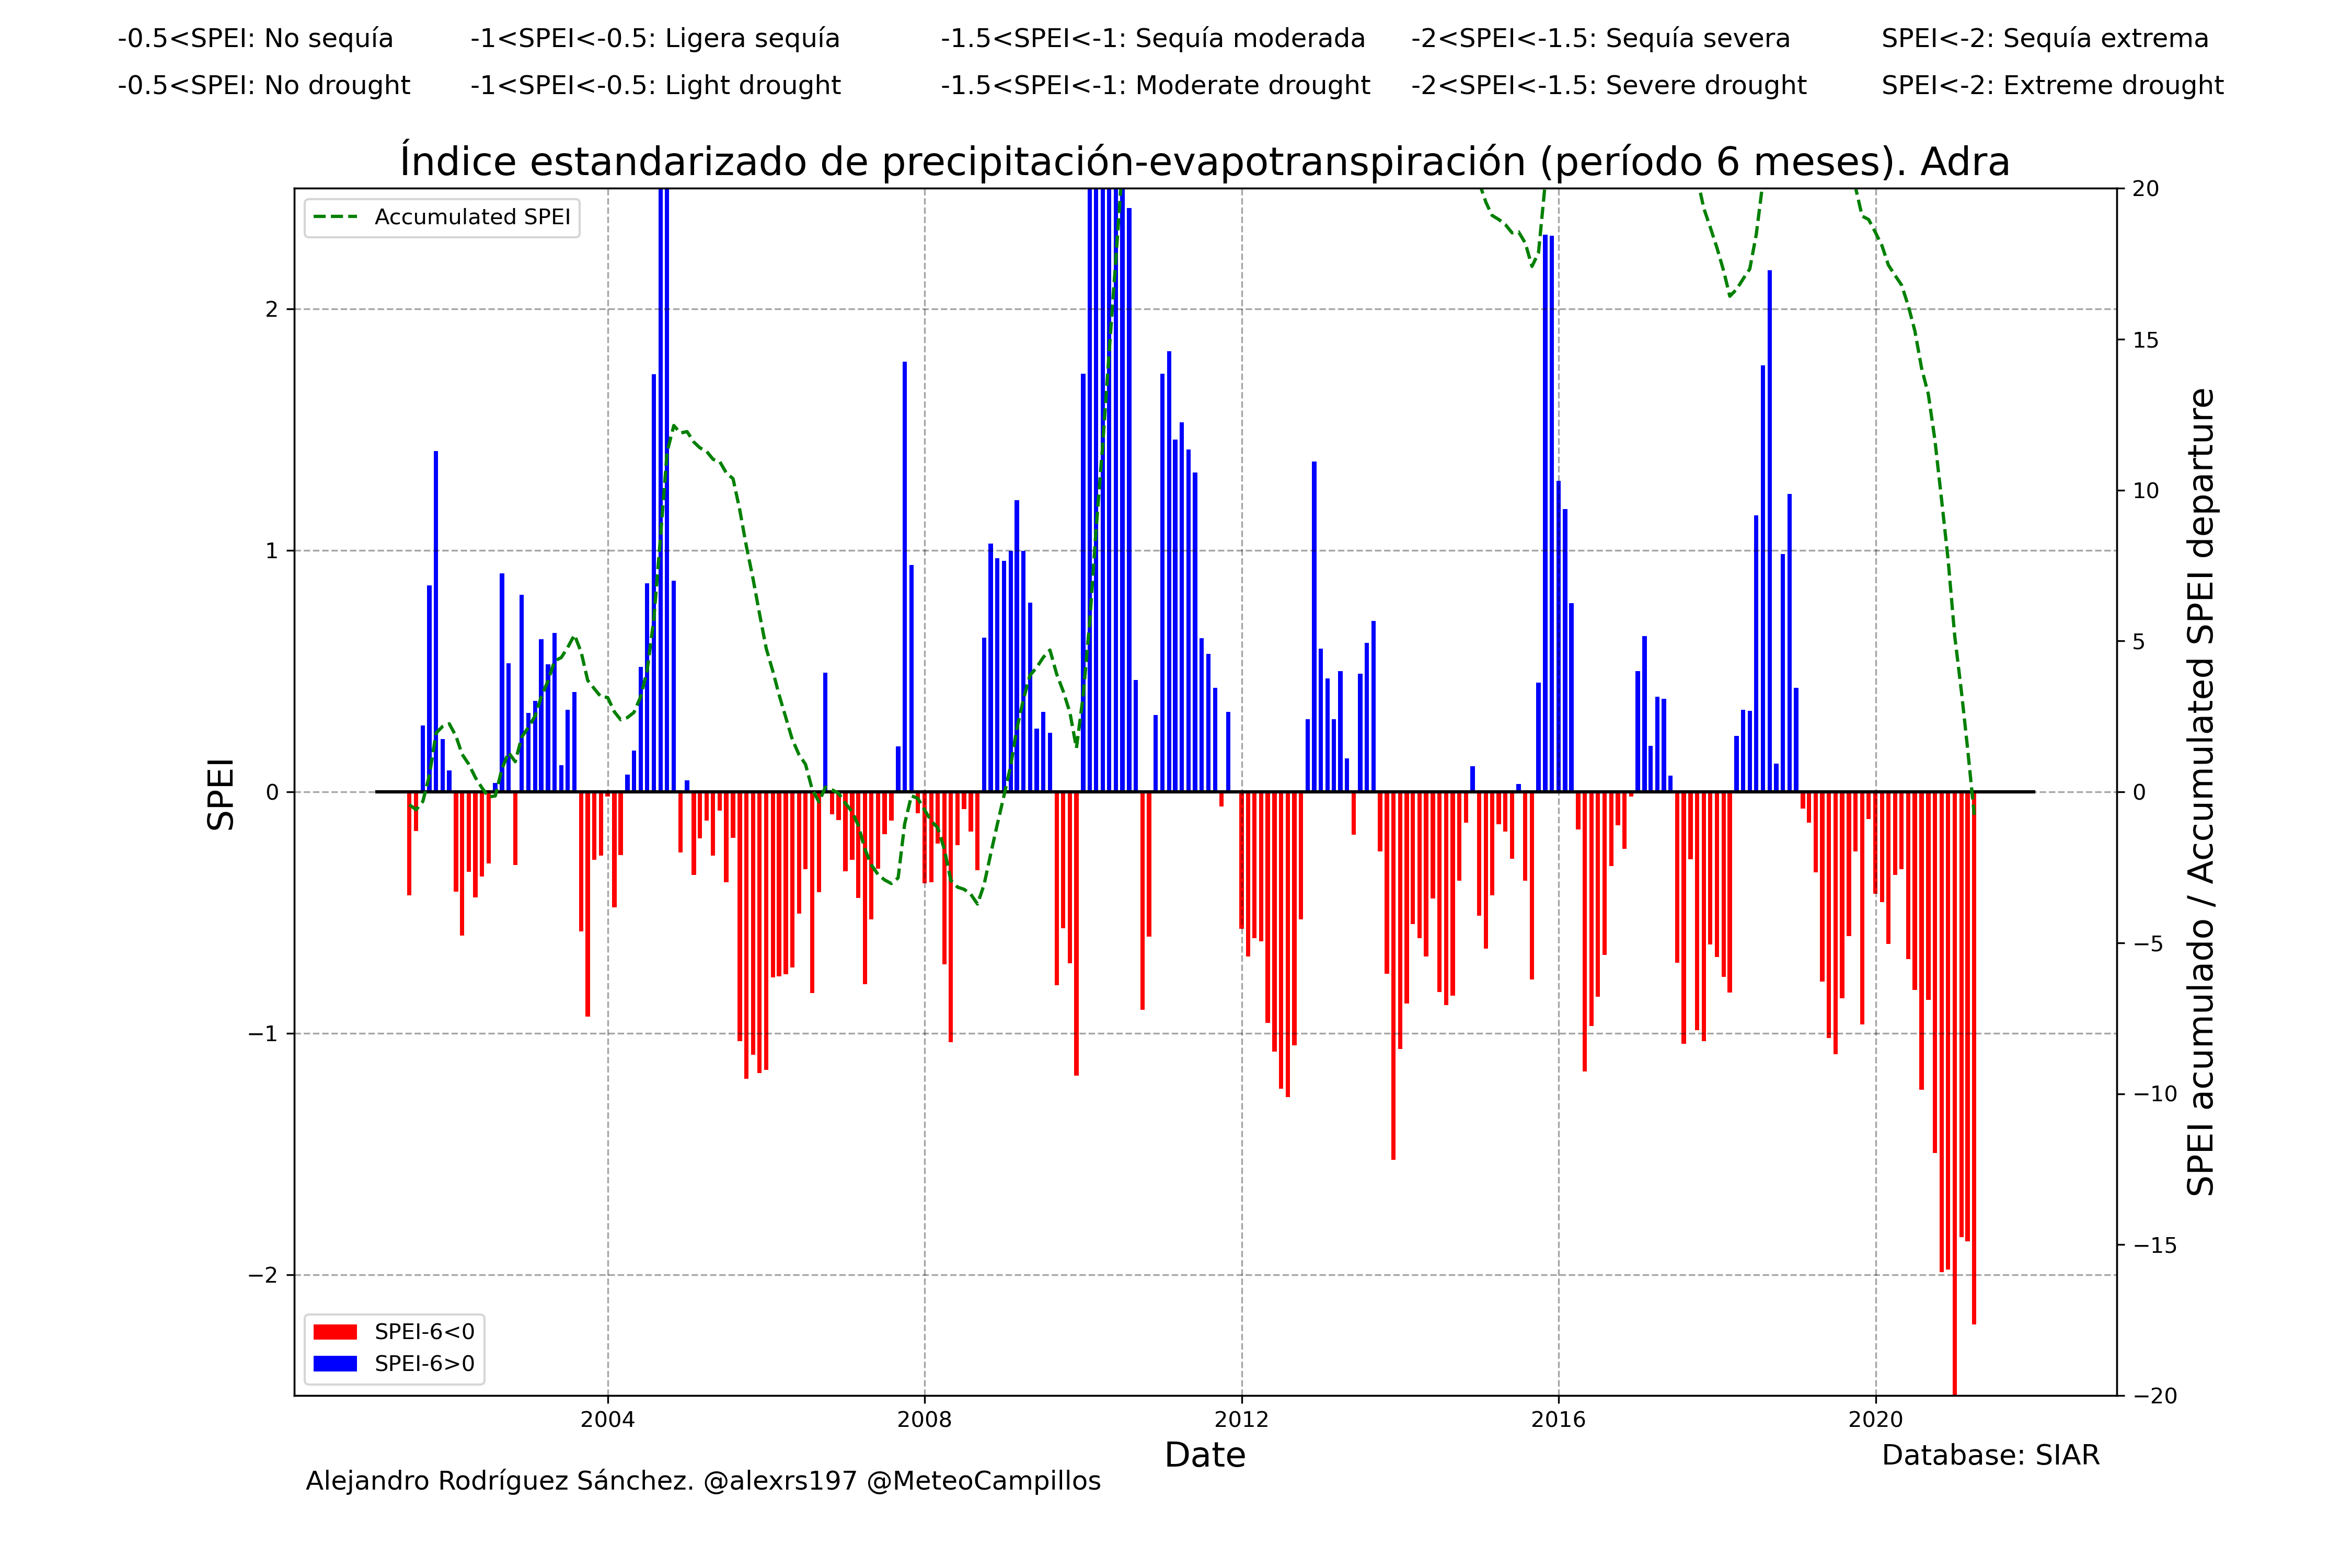 -0.5<SPEI: No sequía -1<SPEI<-0.5: Ligera sequía -1.5<SPEI<-1: Sequía moderada -2<SPEI<-1.5: Sequía severa SPEI<-2: Sequía extrema
-0.5<SPEI: No drought -1<SPEI<-0.5: Light drought -1.5<SPEI<-1: Moderate drought -2<SPEI<-1.5: Severe drought SPEI<-2: Extreme drought
Índice estandarizado de precipitación-evapotranspiración (período 6 meses). Adra
Accumulated SPEI
SPEI
2
1
0
−1
−2
20
15
10
5
0
−5
−10
−15
−20
SPEI acumulado / Accumulated SPEI departure
SPEI-6<0
SPEI-6>0
2004 2008 2012 2016 2020
Date
Database: SIAR
Alejandro Rodríguez Sánchez. @alexrs197 @MeteoCampillos